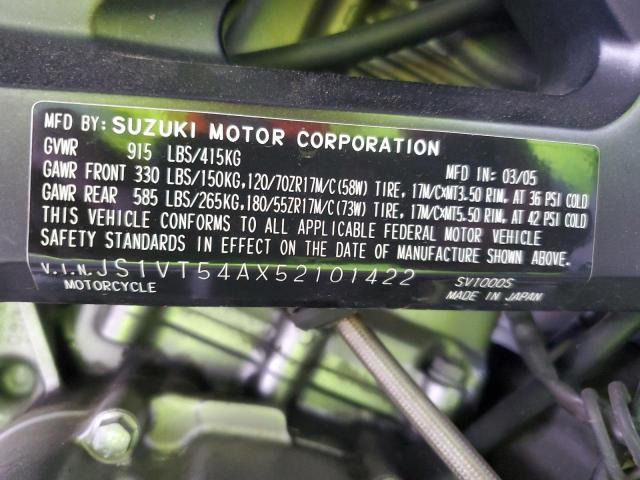 MFD BY: SUZUKI MOTOR CORPORATION
GVWR 915 LBS/415KG MFD IN: 03/05
GAWR FRONT 330 LBS/150KG, 120/70ZR17M/C(58W) TIRE, 17M/C×MT3.50 RIM, AT 36 PSI COLD
GAWR REAR 585 LBS/265KG, 180/55ZR17M/C(73W) TIRE, 17M/C×MT5.50 RIM, AT 42 PSI COLD
THIS VEHICLE CONFORMS TO ALL APPLICABLE FEDERAL MOTOR VEHICLE
SAFETY STANDARDS IN EFFECT ON THE DATE OF MANUFACTURE SHOWN ABOVE.
V.I.N. JS1VT54AX52101422 SV1000S
MOTORCYCLE MADE IN JAPAN